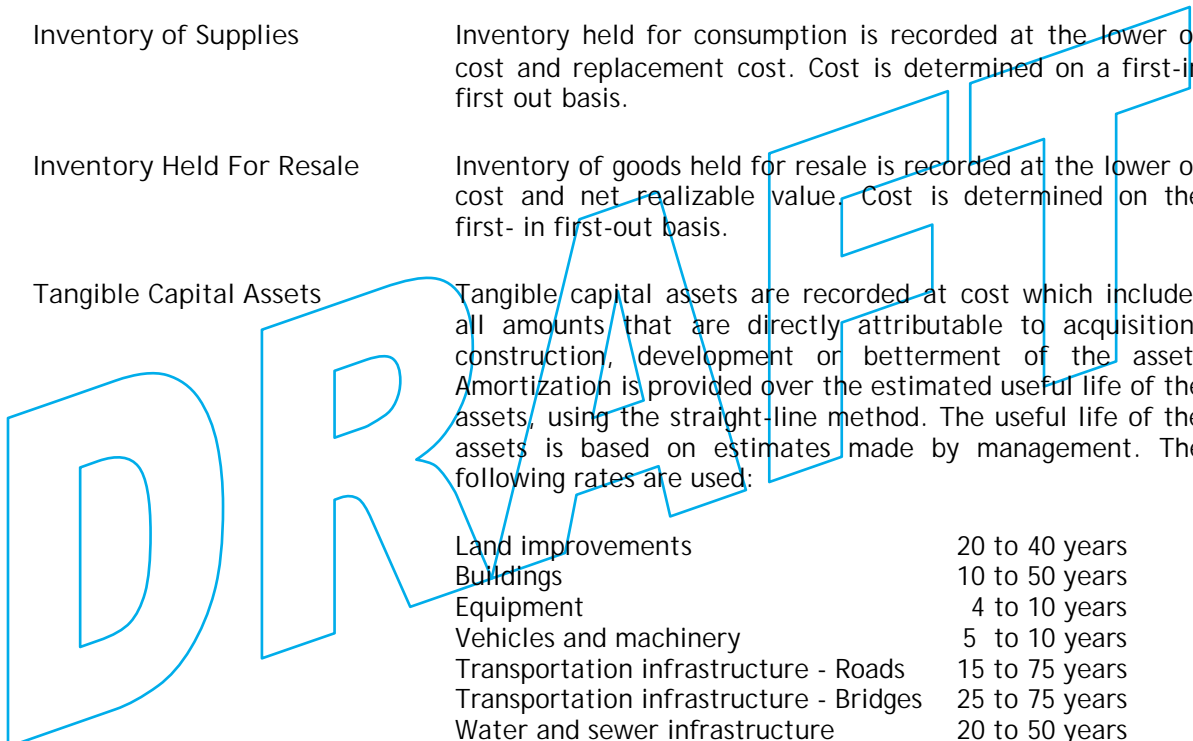 Inventory of Supplies Inventory held for consumption is recorded at the lower o
cost and replacement cost. Cost is determined on a first-i
first out basis.
Inventory Held For Resale Inventory of goods held for resale is recorded at the lower o
cost and net realizable value. Cost is determined on the
first- in first-out basis.
Tangible Capital Assets Tangible capital assets are recorded at cost which include
all amounts that are directly attributable to acquisition
construction, development or betterment of the asset
Amortization is provided over the estimated useful life of the
assets, using the straight-line method. The useful life of the
assets is based on estimates made by management. The
following rates are used:
Land improvements 20 to 40 years
Buildings 10 to 50 years
Equipment 4 to 10 years
Vehicles and machinery 5 to 10 years
Transportation infrastructure - Roads 15 to 75 years
Transportation infrastructure - Bridges 25 to 75 years
Water and sewer infrastructure 20 to 50 years
DRAFT